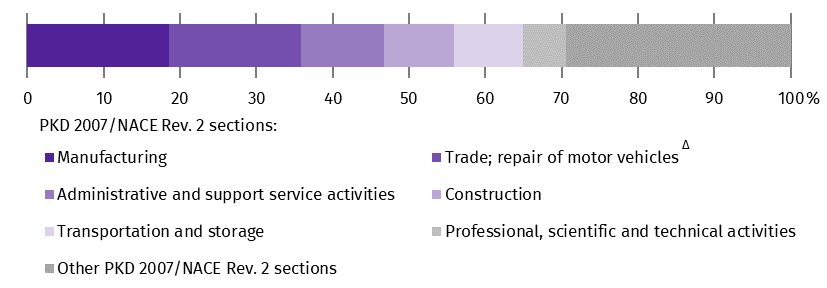 0 10 20 30 40 50 60 70 80 90 100 %
PKD 2007/NACE Rev. 2 sections:
Manufacturing
Trade; repair of motor vehicles Δ
Administrative and support service activities
Construction
Transportation and storage
Professional, scientific and technical activities
Other PKD 2007/NACE Rev. 2 sections